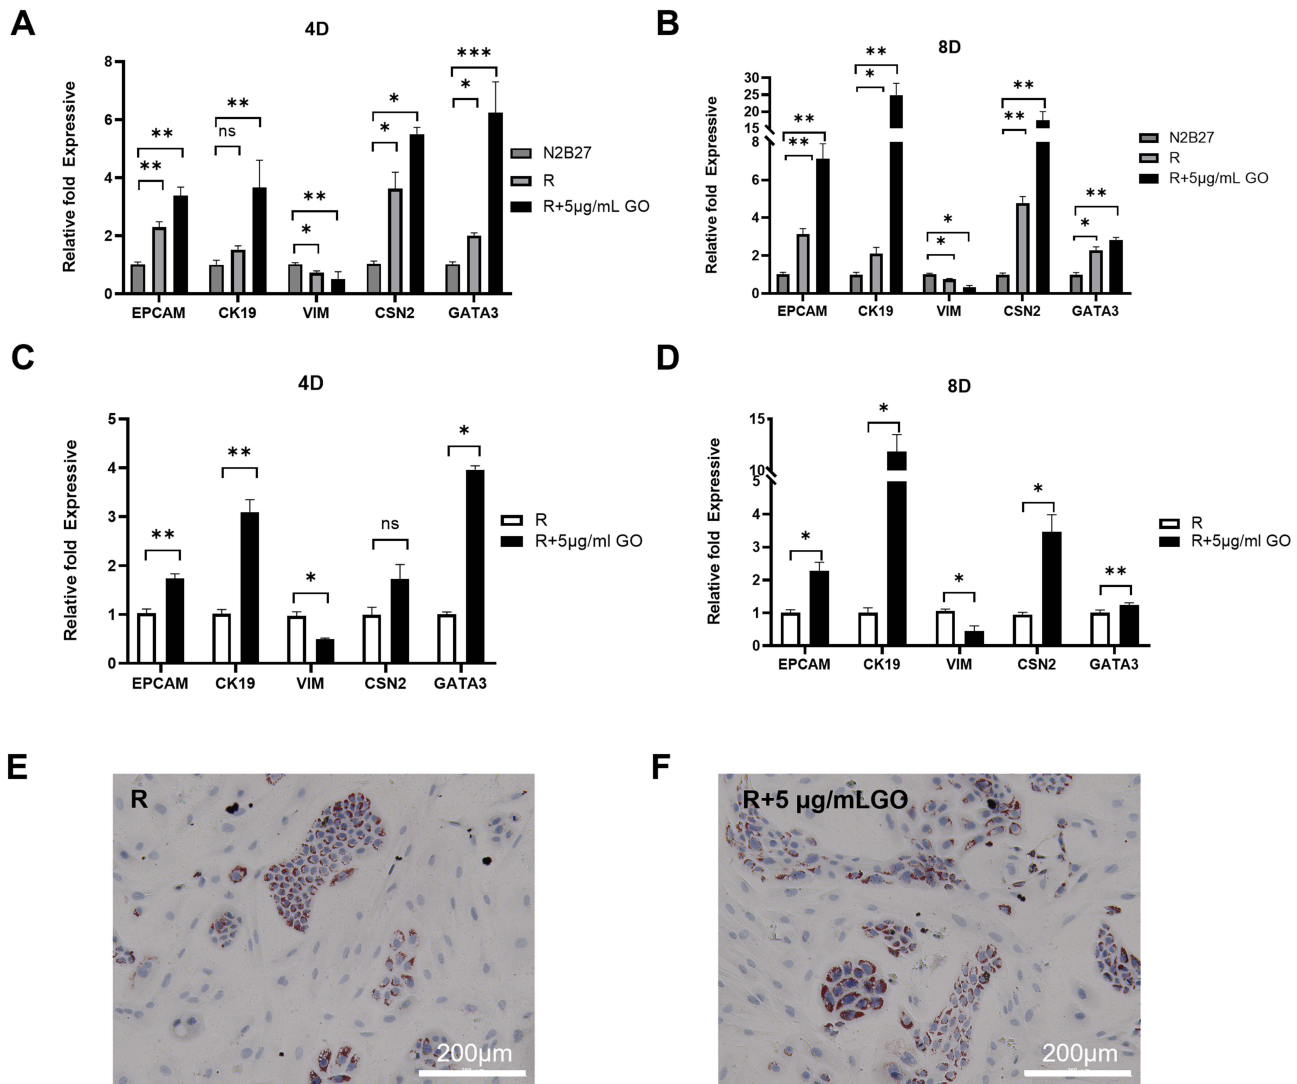 A
4D
Relative fold Expressive
8
6
4
2
0
** ** ns ** * ** * * * ***
EPCAM CK19 VIM CSN2 GATA3
N2B27
R
R+5μg/mL GO
B
8D
Relative fold Expressive
30
25
20
15
8
6
4
2
0
** ** * ** * * ** ** * **
EPCAM CK19 VIM CSN2 GATA3
N2B27
R
R+5μg/mL GO
C
4D
Relative fold Expressive
5
4
3
2
1
0
** ** * ns *
EPCAM CK19 VIM CSN2 GATA3
R
R+5μg/ml GO
D
8D
Relative fold Expressive
15
10
5
4
3
2
1
0
* * * * **
EPCAM CK19 VIM CSN2 GATA3
R
R+5μg/ml GO
E
R
200μm
F
R+5 μg/mLGO
200μm